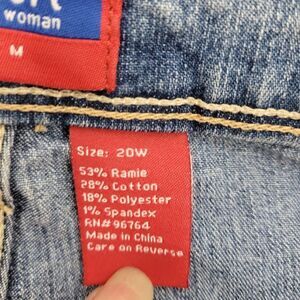 woman
M
Size: 20W
53% Ramie
28% Cotton
18% Polyester
1% Spandex
RN# 96764
Made in China
Care on Reverse